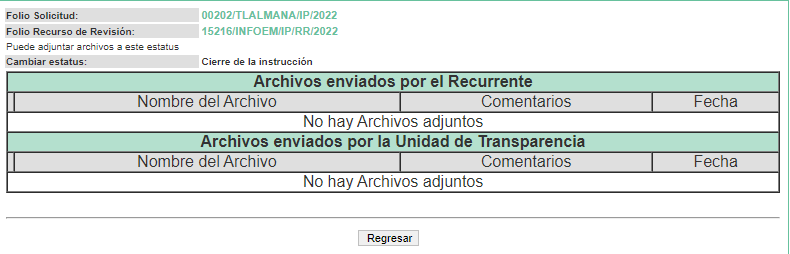 Folio Solicitud: 00202/TLALMANA/IP/2022
Folio Recurso de Revisión: 15216/INFOEM/IP/RR/2022
Puede adjuntar archivos a este estatus
Cambiar estatus: Cierre de la instrucción
Archivos enviados por el Recurrente
Nombre del Archivo Comentarios Fecha
No hay Archivos adjuntos
Archivos enviados por la Unidad de Transparencia
Nombre del Archivo Comentarios Fecha
No hay Archivos adjuntos
Regresar